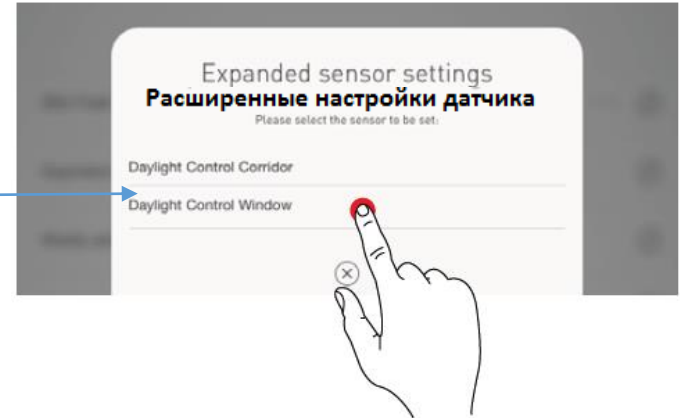 Expanded sensor settings
Расширенные настройки датчика
Please select the sensor to be set:
Daylight Control Corridor
Daylight Control Window